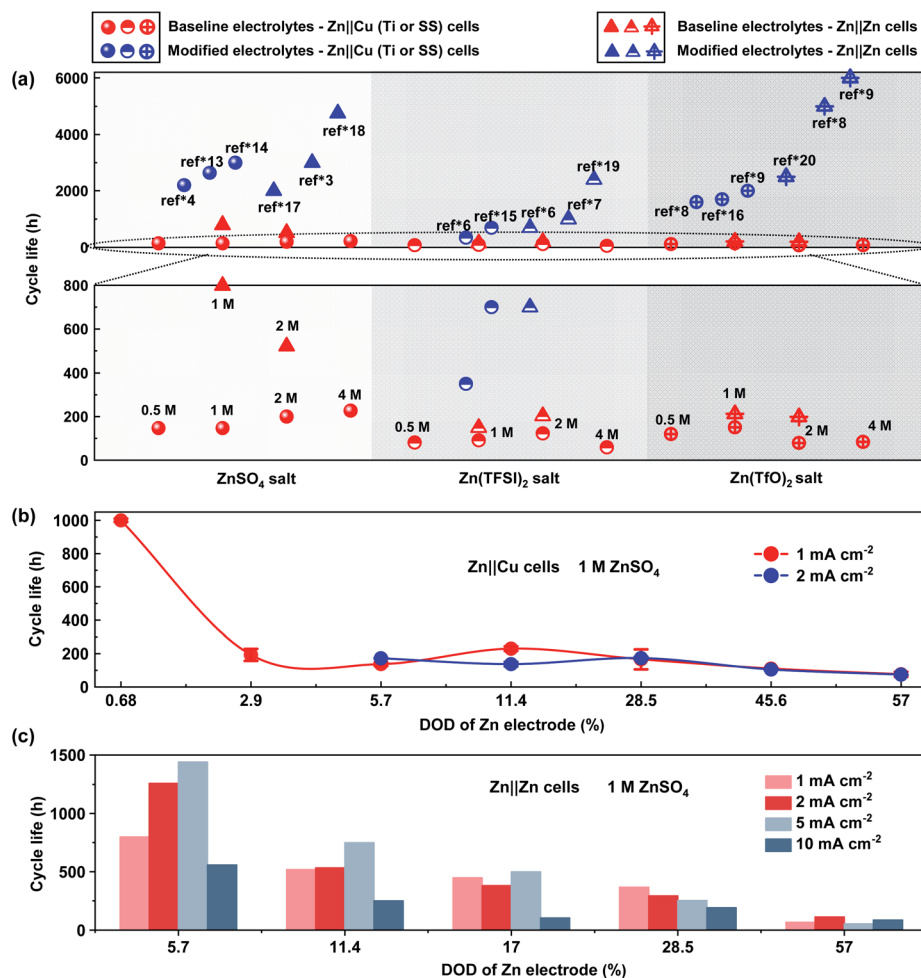 Baseline electrolytes - Zn||Cu (Ti or SS) cells
Modified electrolytes - Zn||Cu (Ti or SS) cells
Baseline electrolytes - Zn||Zn cells
Modified electrolytes - Zn||Zn cells
(a)
Cycle life (h)
6000
4000
2000
0
ref*4
ref*13
ref*14
ref*17
ref*3
ref*18
ref*6
ref*15
ref*6
ref*7
ref*19
ref*8
ref*16
ref*9
ref*20
ref*8
ref*9
800
600
400
200
0
0.5 M
1 M
1 M
2 M
2 M
4 M
0.5 M
1 M
2 M
4 M
0.5 M
1 M
2 M
4 M
ZnSO₄ salt
Zn(TFSI)₂ salt
Zn(TfO)₂ salt
(b)
Cycle life (h)
1000
800
600
400
200
0
Zn||Cu cells 1 M ZnSO₄
1 mA cm⁻²
2 mA cm⁻²
0.68 2.9 5.7 11.4 28.5 45.6 57
DOD of Zn electrode (%)
(c)
Cycle life (h)
1500
1000
500
0
Zn||Zn cells 1 M ZnSO₄
1 mA cm⁻²
2 mA cm⁻²
5 mA cm⁻²
10 mA cm⁻²
5.7 11.4 17 28.5 57
DOD of Zn electrode (%)